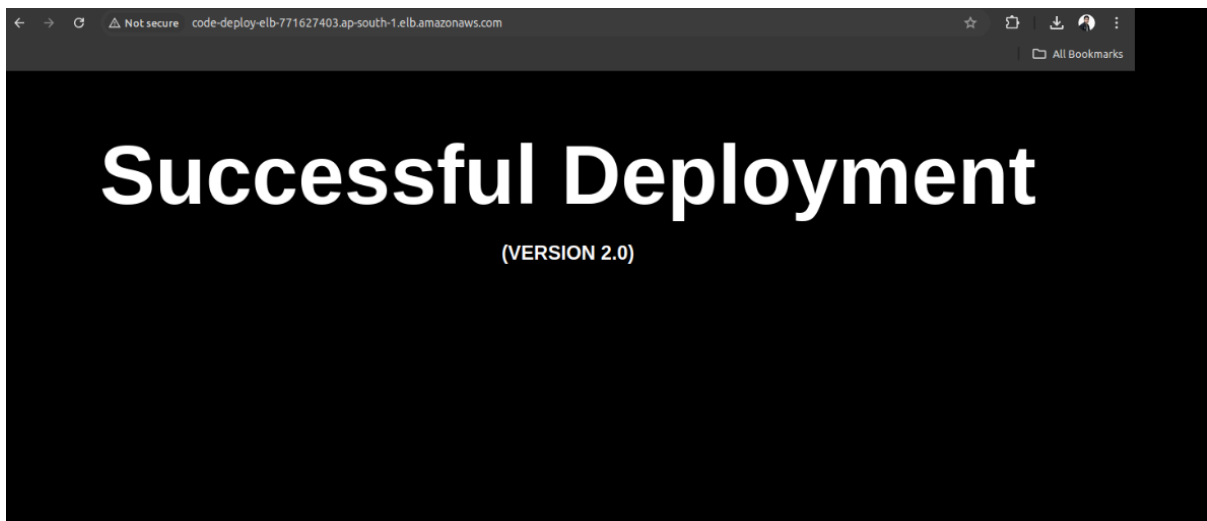 Not secure code-deploy-elb-771627403.ap-south-1.elb.amazonaws.com
All Bookmarks
Successful Deployment
(VERSION 2.0)